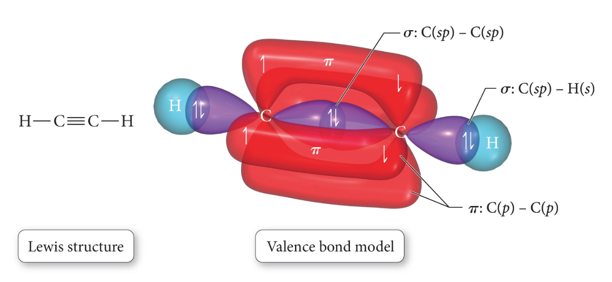 σ: C(sp) – C(sp)
π
H
σ: C(sp) – H(s)
H—C≡C—H
C
C
H
π
π: C(p) – C(p)
Lewis structure
Valence bond model